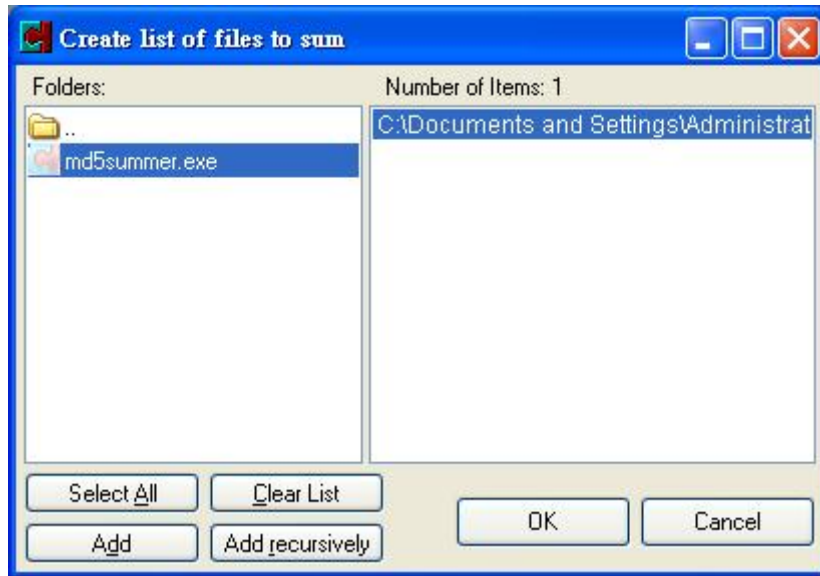 Create list of files to sum
Folders:
Number of Items: 1
..
md5summer.exe
C:\Documents and Settings\Administrat
Select All
Clear List
Add
Add recursively
OK
Cancel